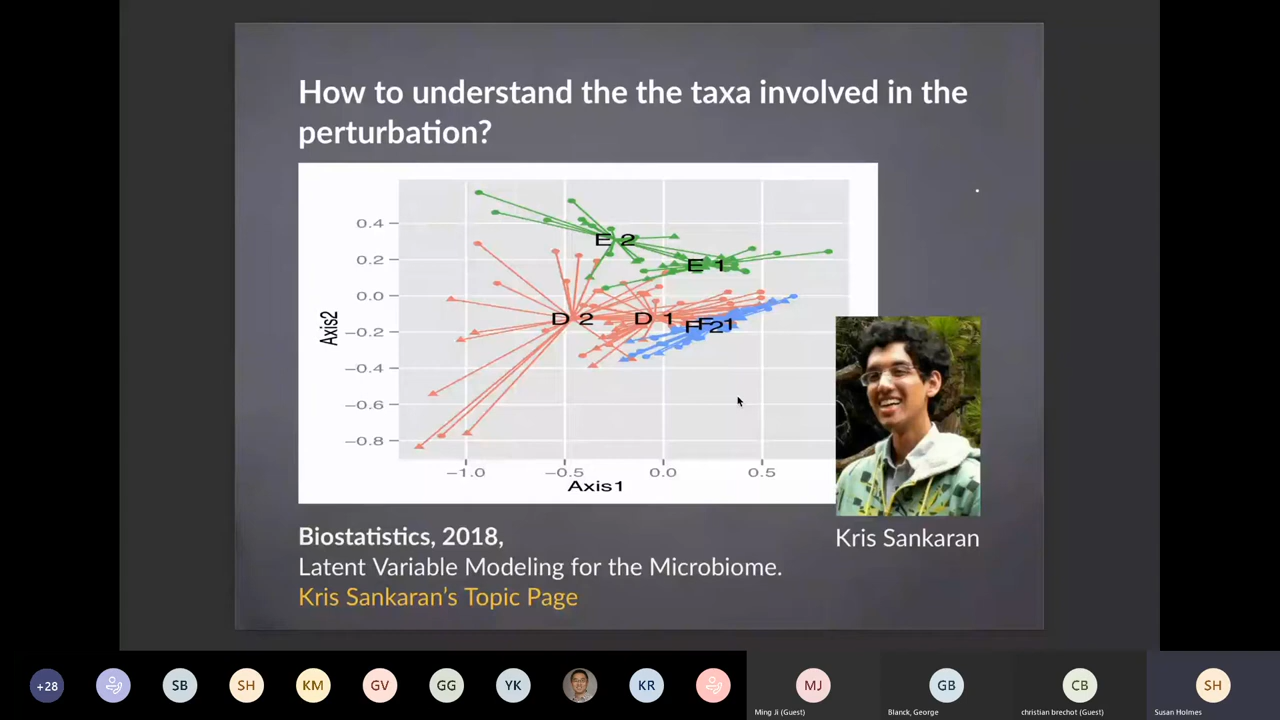 How to understand the the taxa involved in the
perturbation?
0.4
0.2
0.0
−0.2
−0.4
−0.6
−0.8
Axis2
E 2
E 1
D 2
D 1
F 2
F 1
−1.0
−0.5
0.0
0.5
Axis1
Kris Sankaran
Biostatistics, 2018,
Latent Variable Modeling for the Microbiome.
Kris Sankaran's Topic Page
+28
SB
SH
KM
GV
GG
YK
KR
MJ
Ming Ji (Guest)
GB
Blanck, George
CB
christian brechot (Guest)
SH
Susan Holmes